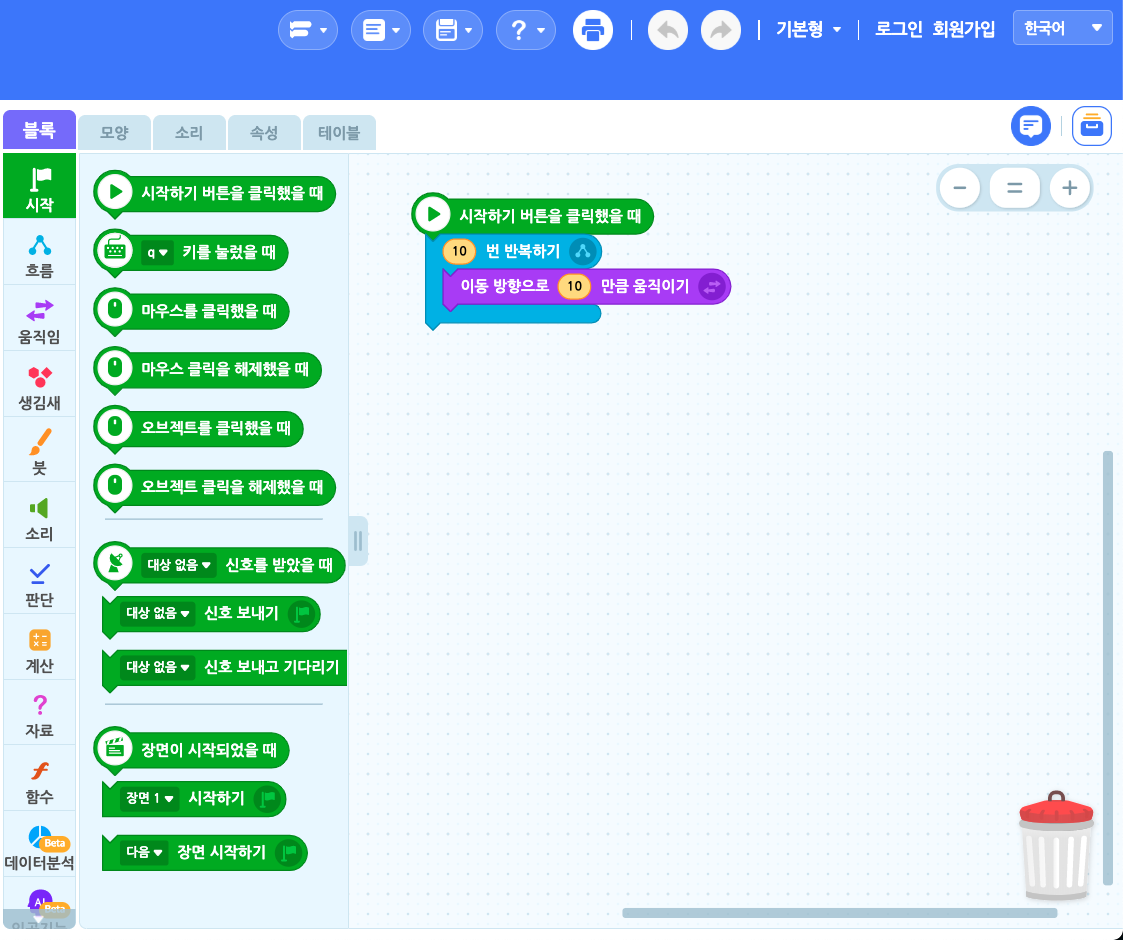 기본형
로그인 회원가입
한국어
블록
모양
소리
속성
테이블
시작
흐름
움직임
생김새
붓
소리
판단
계산
자료
함수
Beta
데이터분석
AI
Beta
시작하기 버튼을 클릭했을 때
q 키를 눌렀을 때
마우스를 클릭했을 때
마우스 클릭을 해제했을 때
오브젝트를 클릭했을 때
오브젝트 클릭을 해제했을 때
대상 없음 신호를 받았을 때
대상 없음 신호 보내기
대상 없음 신호 보내고 기다리기
장면이 시작되었을 때
장면 1 시작하기
다음 장면 시작하기
시작하기 버튼을 클릭했을 때
10 번 반복하기
이동 방향으로 10 만큼 움직이기